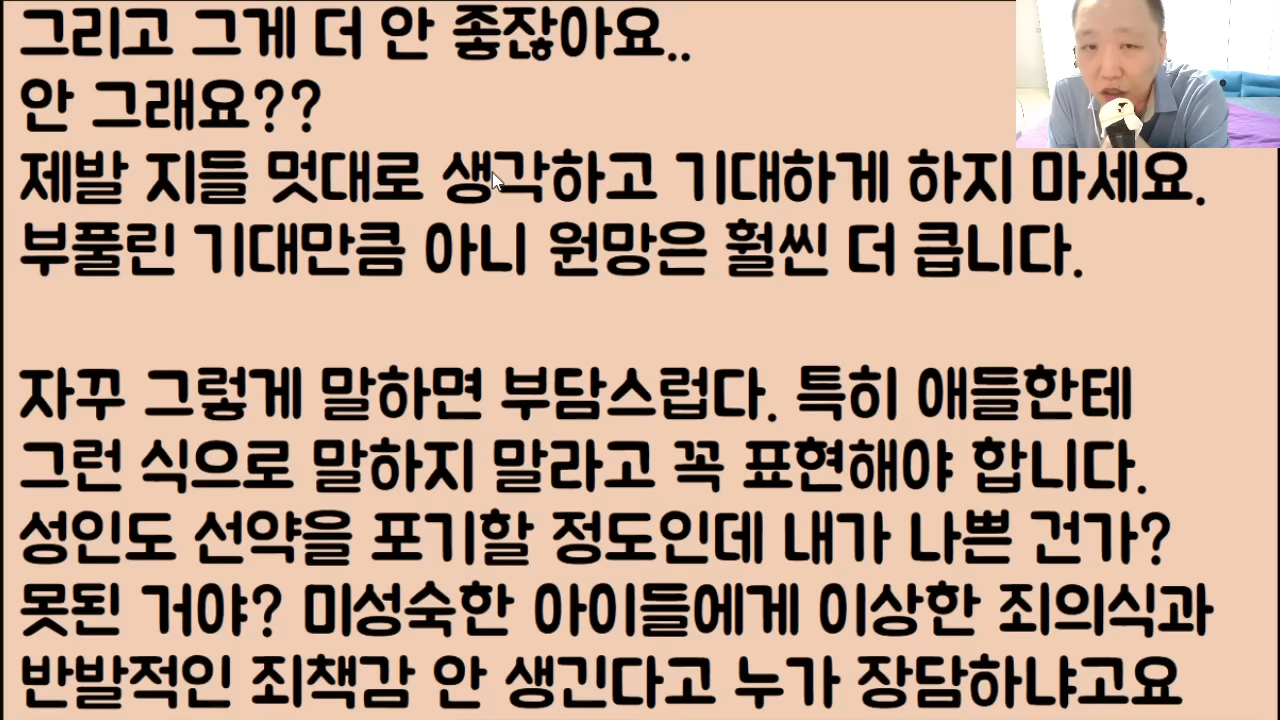 그리고 그게 더 안 좋잖아요..
안 그래요??
제발 지들 멋대로 생각하고 기대하게 하지 마세요.
부풀린 기대만큼 아니 원망은 훨씬 더 큽니다.
자꾸 그렇게 말하면 부담스럽다. 특히 애들한테
그런 식으로 말하지 말라고 꼭 표현해야 합니다.
성인도 선약을 포기할 정도인데 내가 나쁜 건가?
못된 거야? 미성숙한 아이들에게 이상한 죄의식과
반발적인 죄책감 안 생긴다고 누가 장담하냐고요